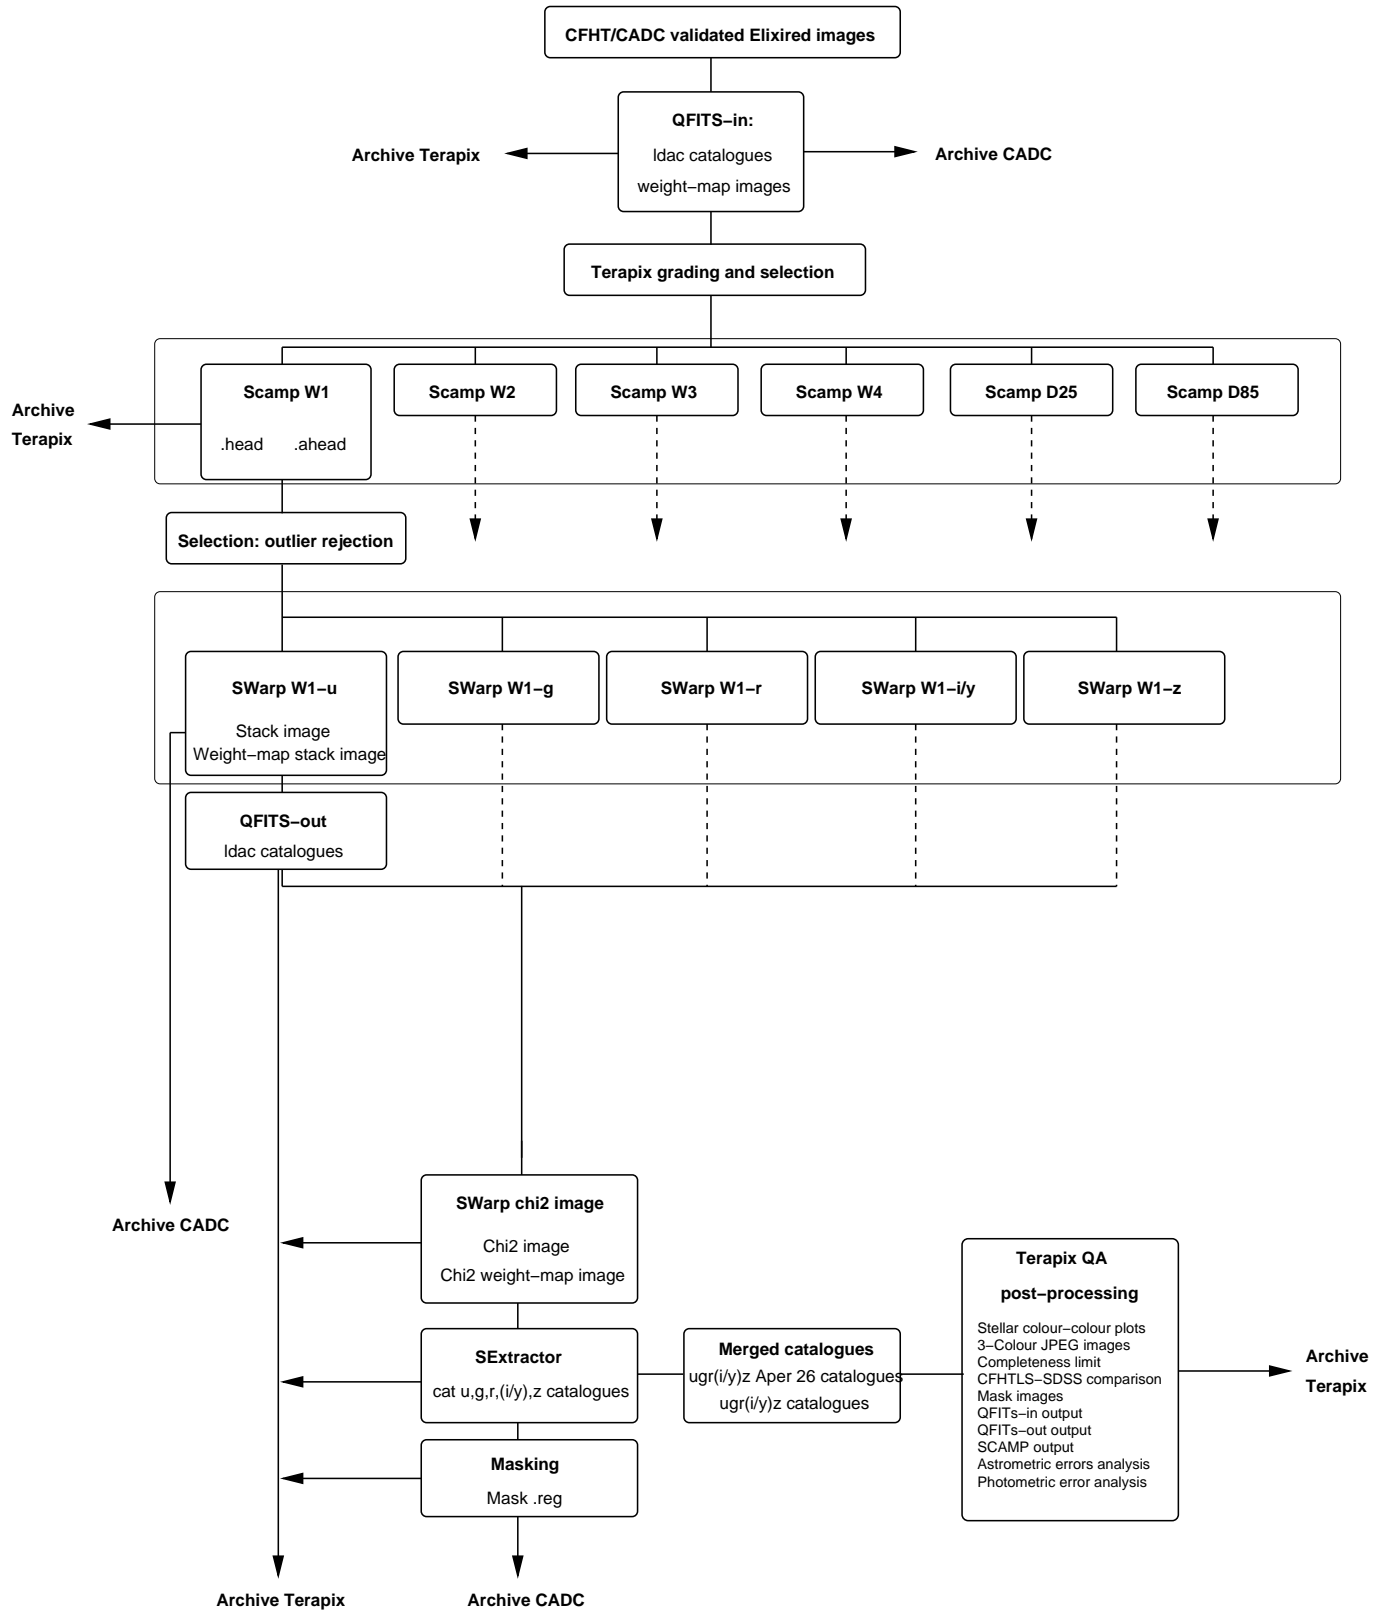 CFHT/CADC validated Elixired images
QFITS−in:
ldac catalogues
weight−map images
Archive Terapix
Archive CADC
Terapix grading and selection
Scamp W1
.head .ahead
Scamp W2
Scamp W3
Scamp W4
Scamp D25
Scamp D85
Archive
Terapix
Selection: outlier rejection
SWarp W1−u
Stack image
Weight−map stack image
SWarp W1−g
SWarp W1−r
SWarp W1−i/y
SWarp W1−z
QFITS−out
ldac catalogues
Archive CADC
SWarp chi2 image
Chi2 image
Chi2 weight−map image
SExtractor
cat u,g,r,(i/y),z catalogues
Merged catalogues
ugr(i/y)z Aper 26 catalogues
ugr(i/y)z catalogues
Terapix QA
post−processing
Stellar colour−colour plots
3−Colour JPEG images
Completeness limit
CFHTLS−SDSS comparison
Mask images
QFITs−in output
QFITs−out output
SCAMP output
Astrometric errors analysis
Photometric error analysis
Archive
Terapix
Masking
Mask .reg
Archive Terapix
Archive CADC